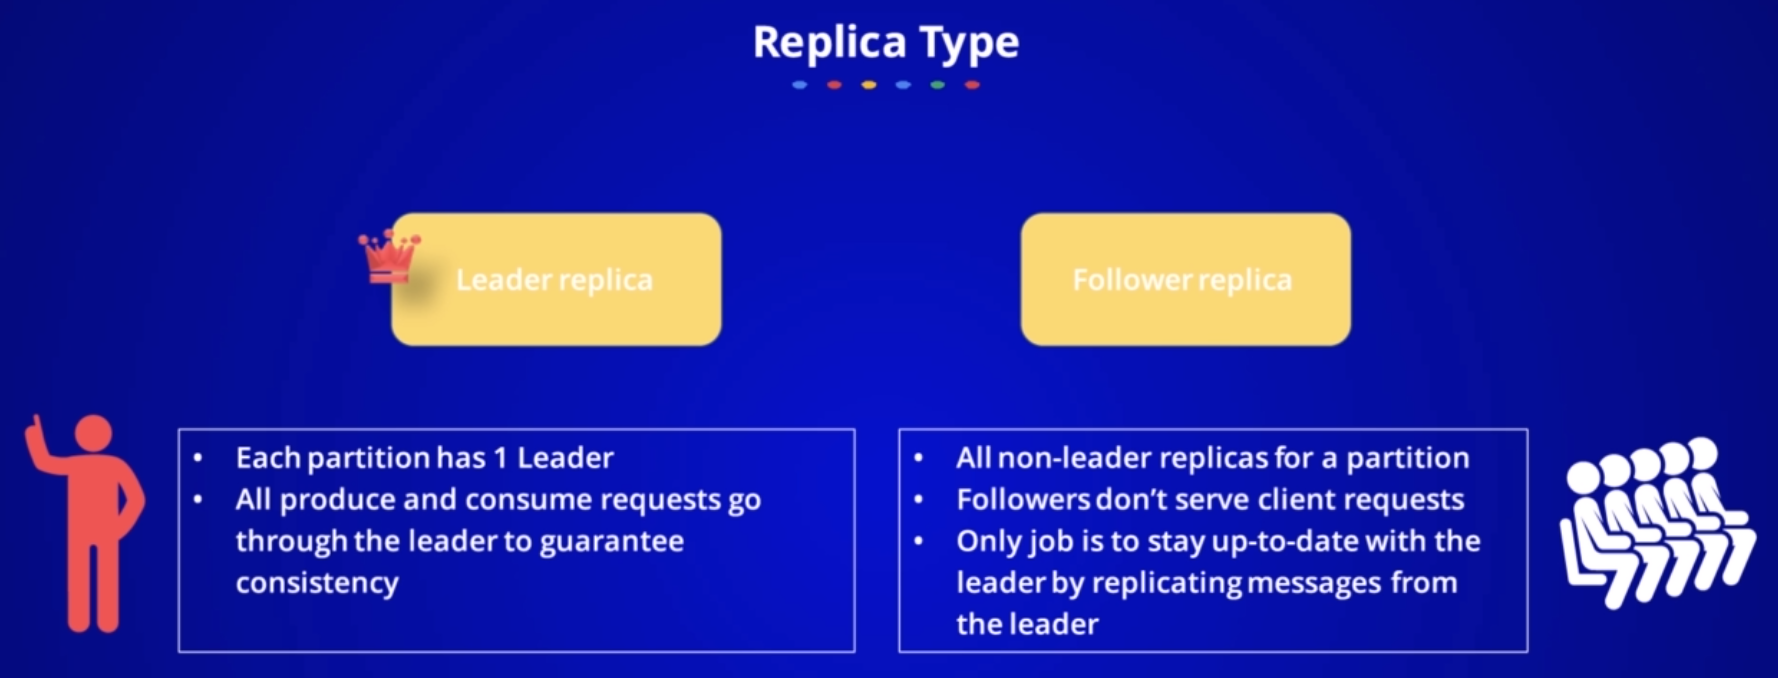 Replica Type
Leader replica
Follower replica
• Each partition has 1 Leader
• All produce and consume requests go
through the leader to guarantee
consistency
• All non-leader replicas for a partition
• Followers don’t serve client requests
• Only job is to stay up-to-date with the
leader by replicating messages from
the leader